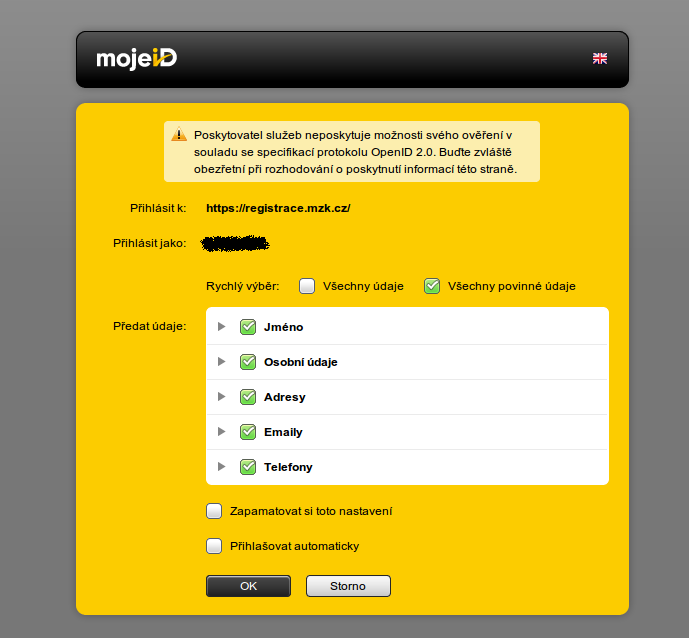 mojeiD
Poskytovatel služeb neposkytuje možnosti svého ověření v
souladu se specifikací protokolu OpenID 2.0. Buďte zvláště
obezřetní při rozhodování o poskytnutí informací této straně.
Přihlásit k: https://registrace.mzk.cz/
Přihlásit jako:
Rychlý výběr: Všechny údaje Všechny povinné údaje
Předat údaje: Jméno
Osobní údaje
Adresy
Emaily
Telefony
Zapamatovat si toto nastavení
Přihlašovat automaticky
OK Storno